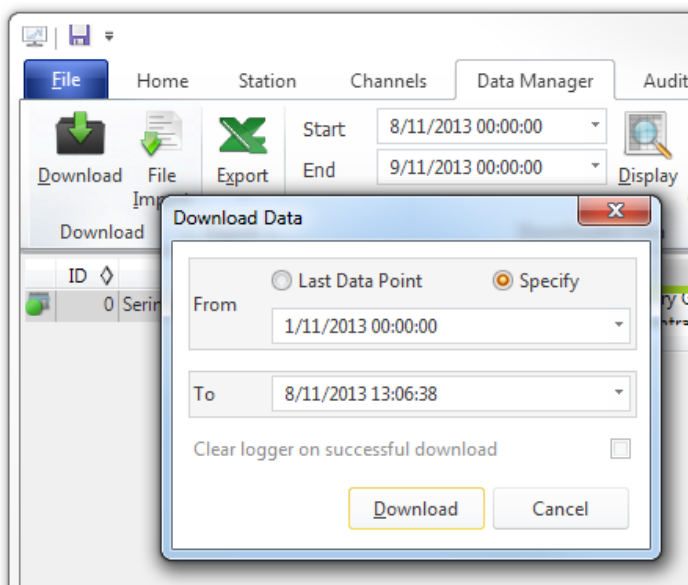 File Home Station Channels Data Manager Audit
Start 8/11/2013 00:00:00
End 9/11/2013 00:00:00
Download File Export Display
Download
Download Data
ID
0 Serin
From Last Data Point Specify
1/11/2013 00:00:00
To 8/11/2013 13:06:38
Clear logger on successful download
Download Cancel